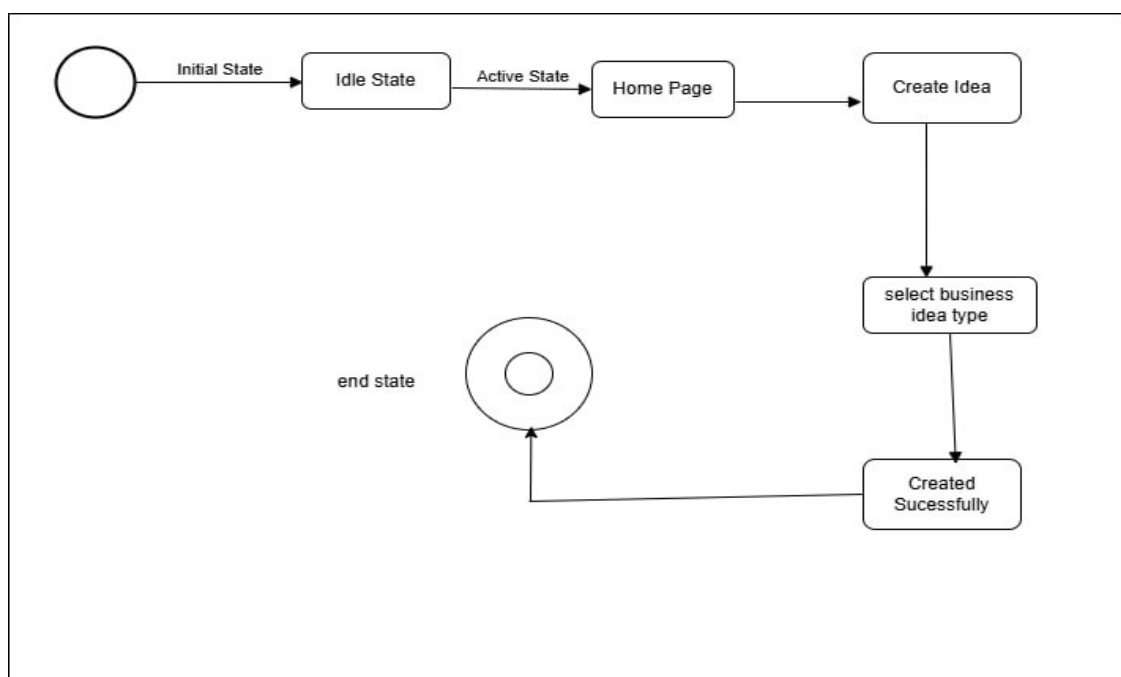 Initial State
Idle State
Active State
Home Page
Create Idea
select business
idea type
end state
Created
Sucessfully